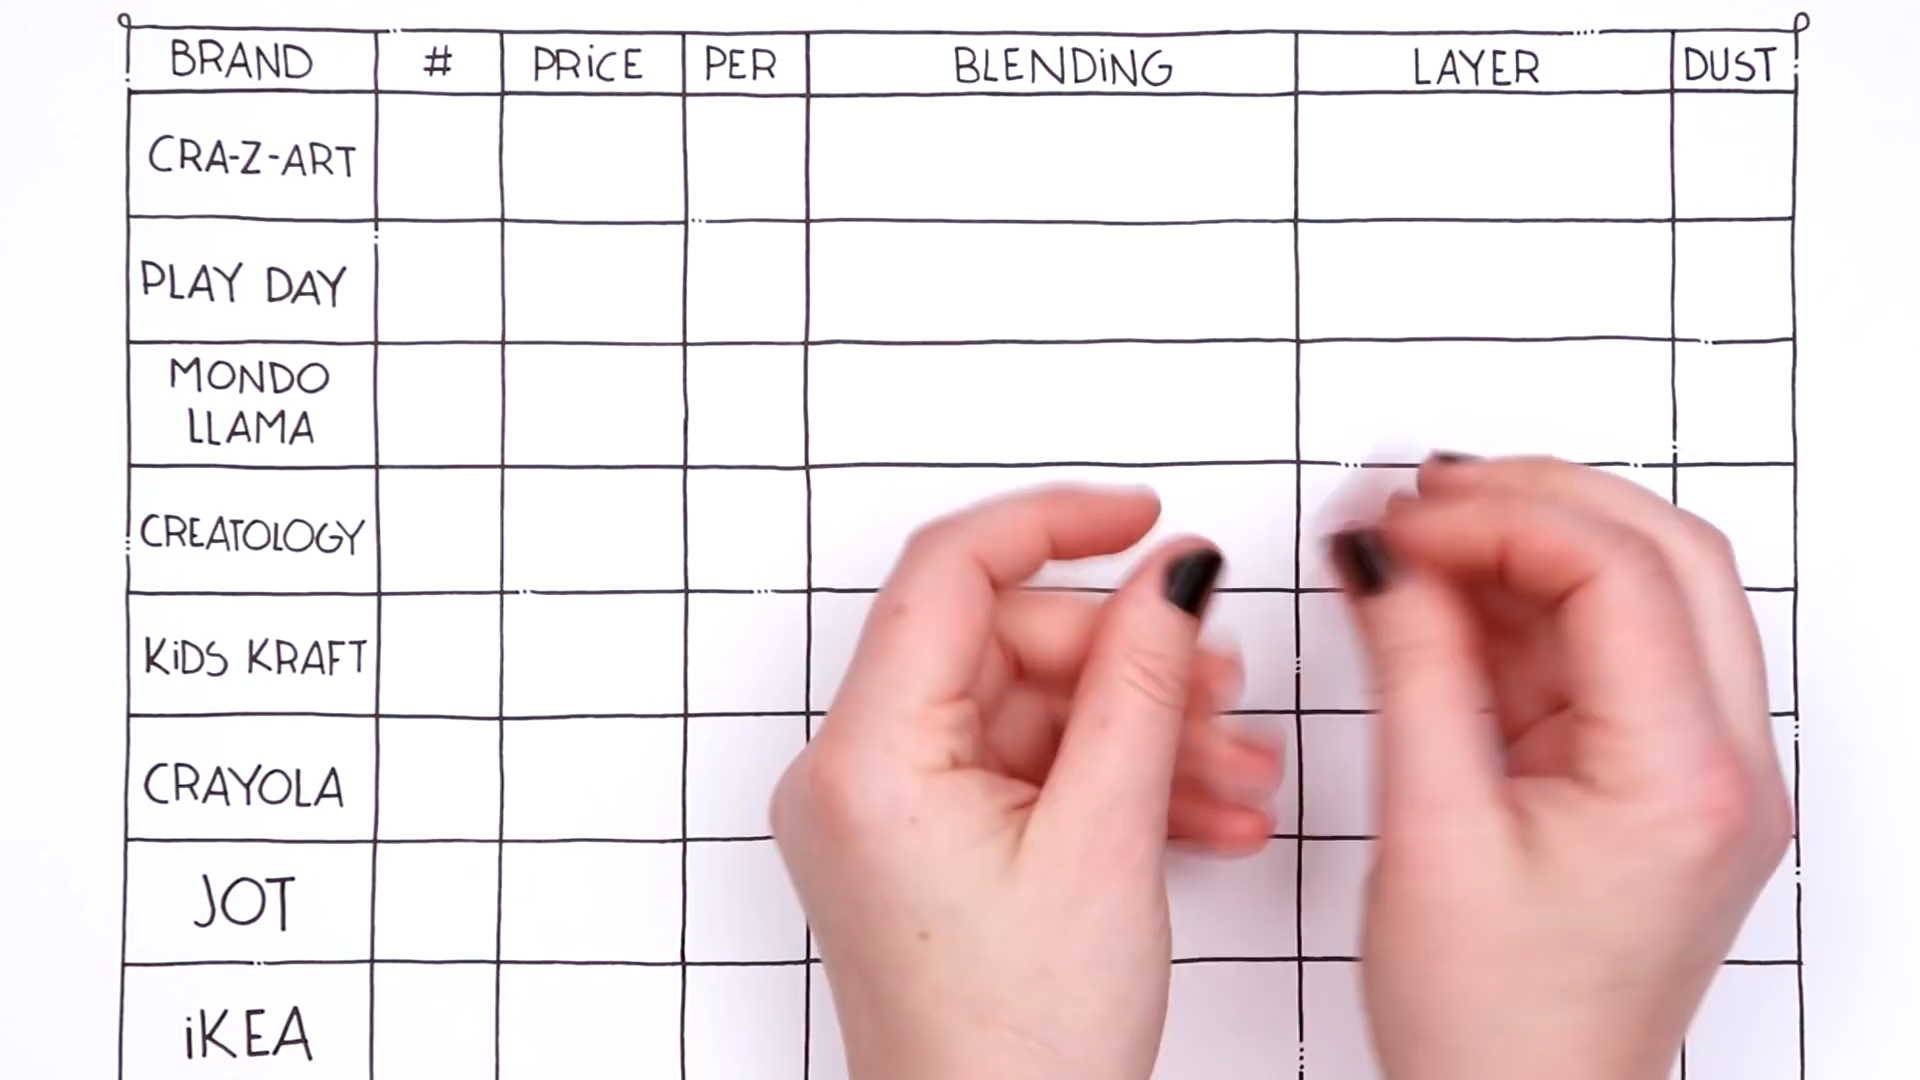 BRAND # PRiCE PER BLENDiNG LAYER DUST
CRA-Z-ART
PLAY DAY
MONDO
LLAMA
CREATOLOGY
KiDS KRAFT
CRAYOLA
JOT
iKEA